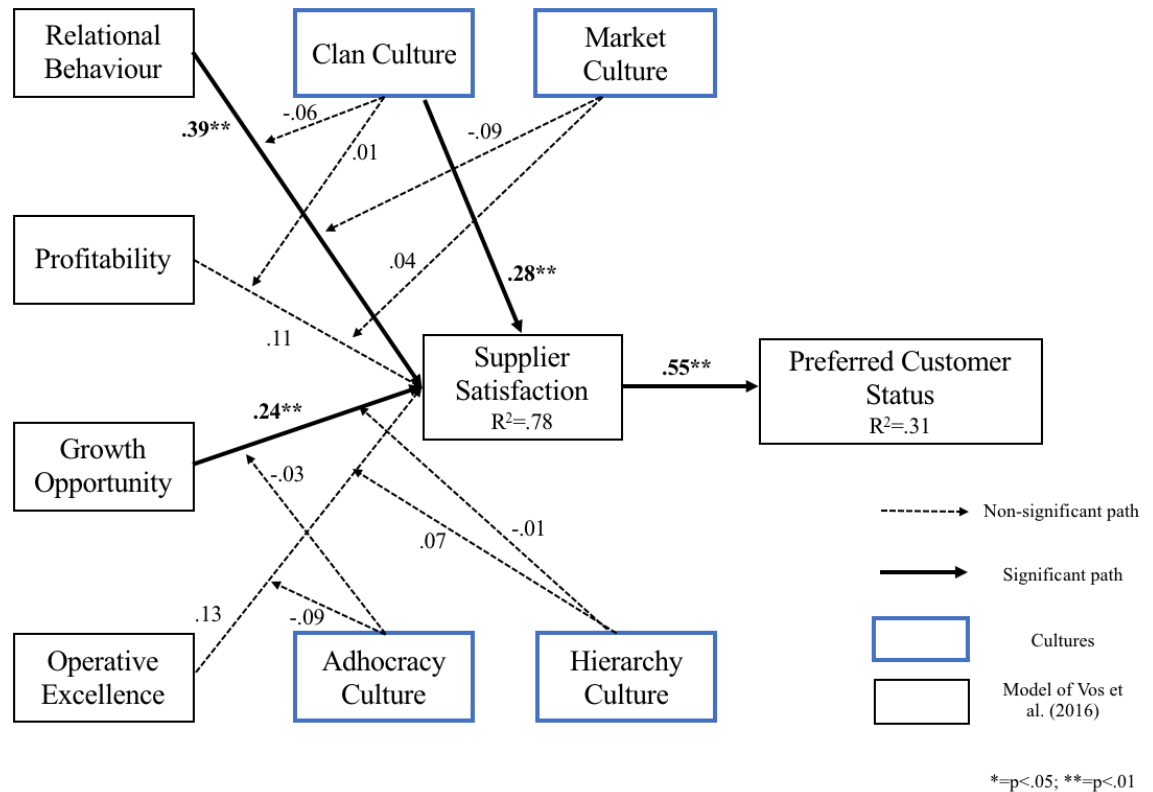 Relational
Behaviour
Clan Culture
Market
Culture
-.06
.39**
-.09
.01
Profitability
.04
.28**
.11
Supplier
Satisfaction
R²=.78
.55**
Preferred Customer
Status
R²=.31
.24**
Growth
Opportunity
-.03
-.01
.07
Non-significant path
Significant path
.13
-.09
Operative
Excellence
Adhocracy
Culture
Hierarchy
Culture
Cultures
Model of Vos et
al. (2016)
*=p<.05; **=p<.01